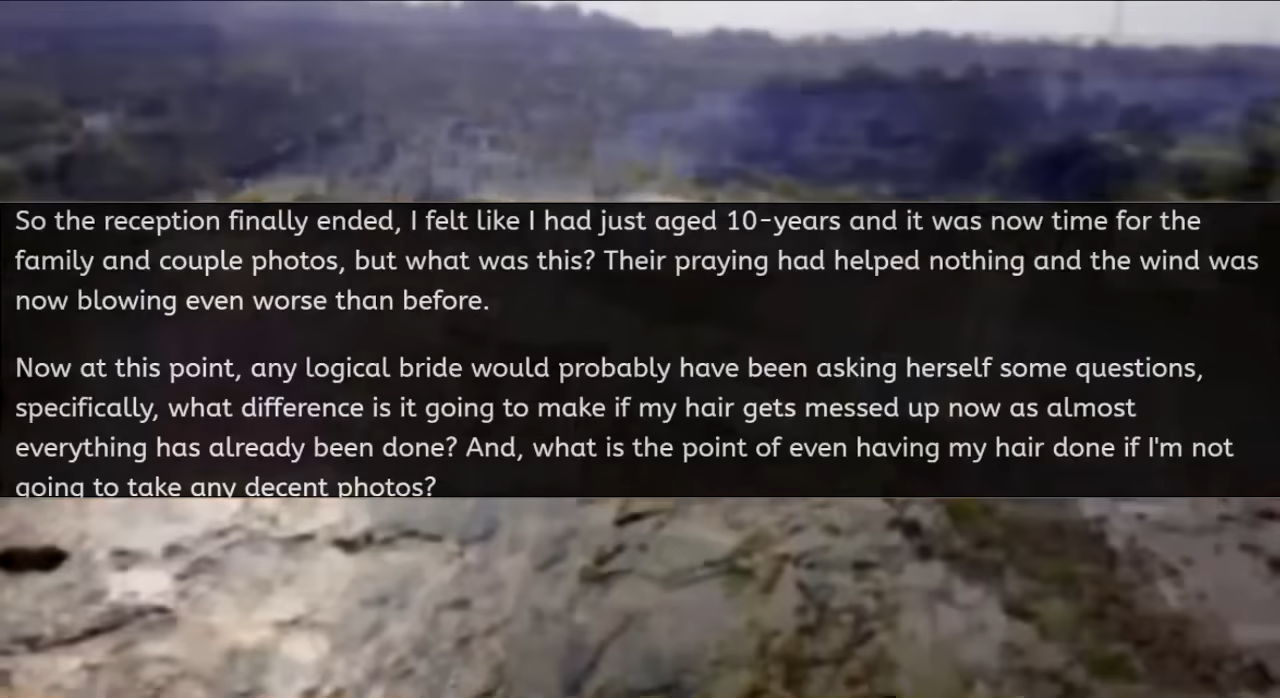 So the reception finally ended, I felt like I had just aged 10-years and it was now time for the
family and couple photos, but what was this? Their praying had helped nothing and the wind was
now blowing even worse than before.
Now at this point, any logical bride would probably have been asking herself some questions,
specifically, what difference is it going to make if my hair gets messed up now as almost
everything has already been done? And, what is the point of even having my hair done if I'm not
going to take any decent photos?